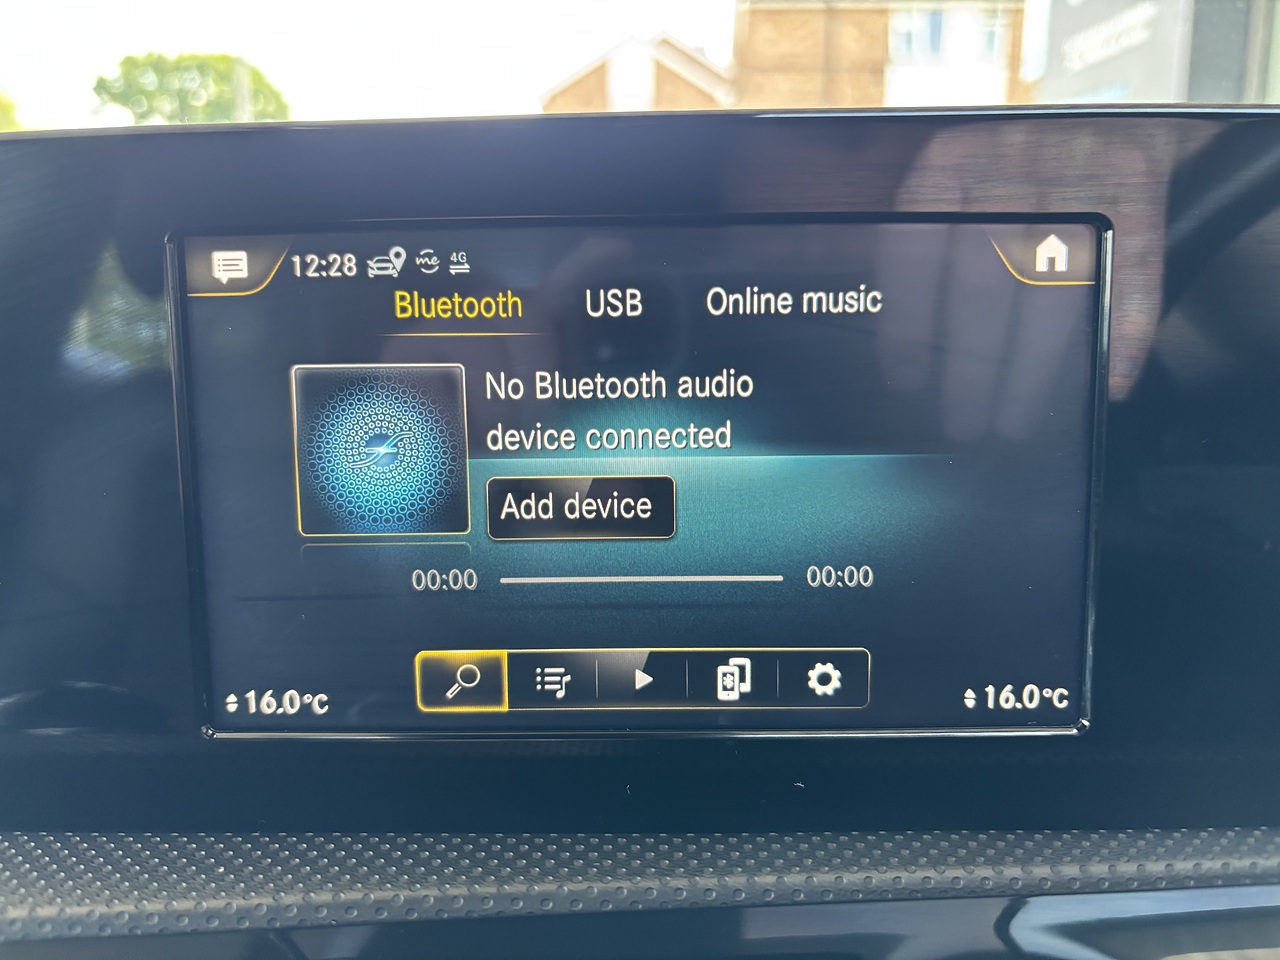 12:28 me 4G
Bluetooth USB Online music
No Bluetooth audio
device connected
Add device
00:00 00:00
16.0°C 16.0°C